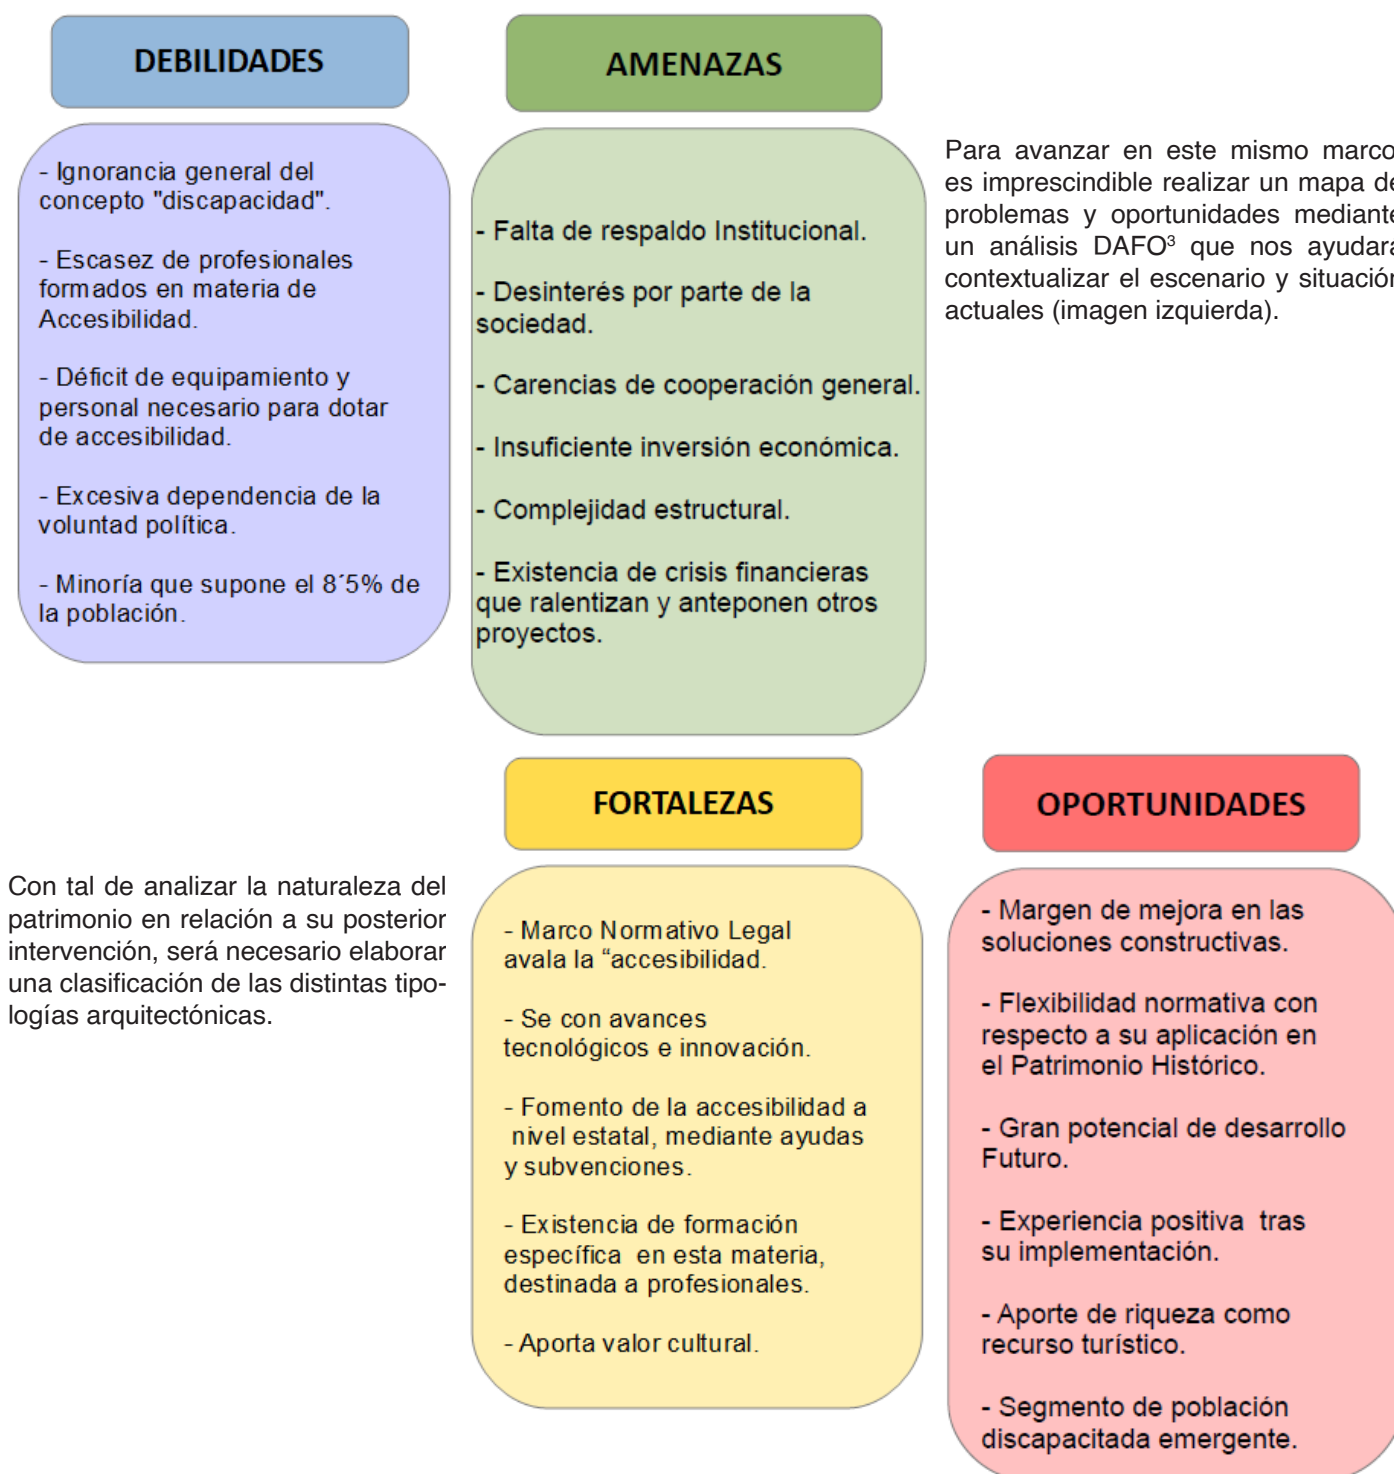 DEBILIDADES
- Ignorancia general del
concepto "discapacidad".
- Escasez de profesionales
formados en materia de
Accesibilidad.
- Déficit de equipamiento y
personal necesario para dotar
de accesibilidad.
- Excesiva dependencia de la
voluntad política.
- Minoría que supone el 8´5% de
la población.
AMENAZAS
- Falta de respaldo Institucional.
- Desinterés por parte de la
sociedad.
- Carencias de cooperación general.
- Insuficiente inversión económica.
- Complejidad estructural.
- Existencia de crisis financieras
que ralentizan y anteponen otros
proyectos.
Para avanzar en este mismo marco
es imprescindible realizar un mapa de
problemas y oportunidades mediante
un análisis DAFO³ que nos ayudará
contextualizar el escenario y situación
actuales (imagen izquierda).
Con tal de analizar la naturaleza del
patrimonio en relación a su posterior
intervención, será necesario elaborar
una clasificación de las distintas tipo-
logías arquitectónicas.
FORTALEZAS
- Marco Normativo Legal
avala la “accesibilidad.
- Se con avances
tecnológicos e innovación.
- Fomento de la accesibilidad a
nivel estatal, mediante ayudas
y subvenciones.
- Existencia de formación
específica en esta materia,
destinada a profesionales.
- Aporta valor cultural.
OPORTUNIDADES
- Margen de mejora en las
soluciones constructivas.
- Flexibilidad normativa con
respecto a su aplicación en
el Patrimonio Histórico.
- Gran potencial de desarrollo
Futuro.
- Experiencia positiva tras
su implementación.
- Aporte de riqueza como
recurso turístico.
- Segmento de población
discapacitada emergente.